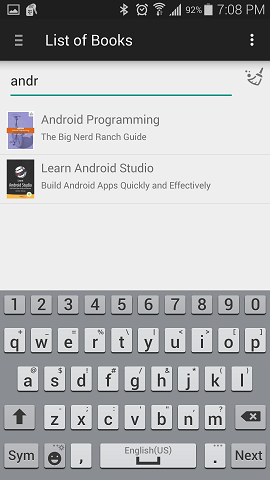 92% 7:08 PM
List of Books
andr
Android Programming
The Big Nerd Ranch Guide
Learn Android Studio
Build Android Apps Quickly and Effectively
1 2 3 4 5 6 7 8 9 0
q w e r t y u i o p
a s d f g h j k l
z x c v b n m
Sym , English(US) . Next